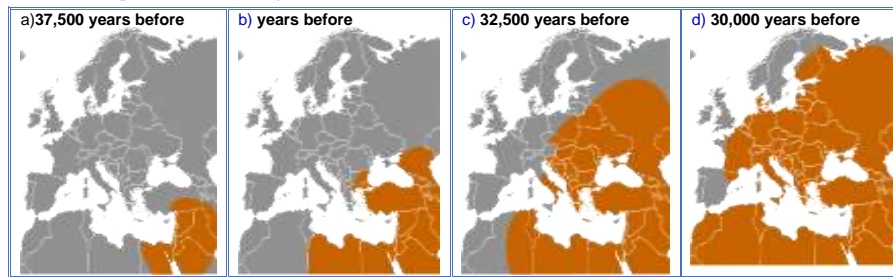 a)37,500 years before
b) years before
c) 32,500 years before
d) 30,000 years before